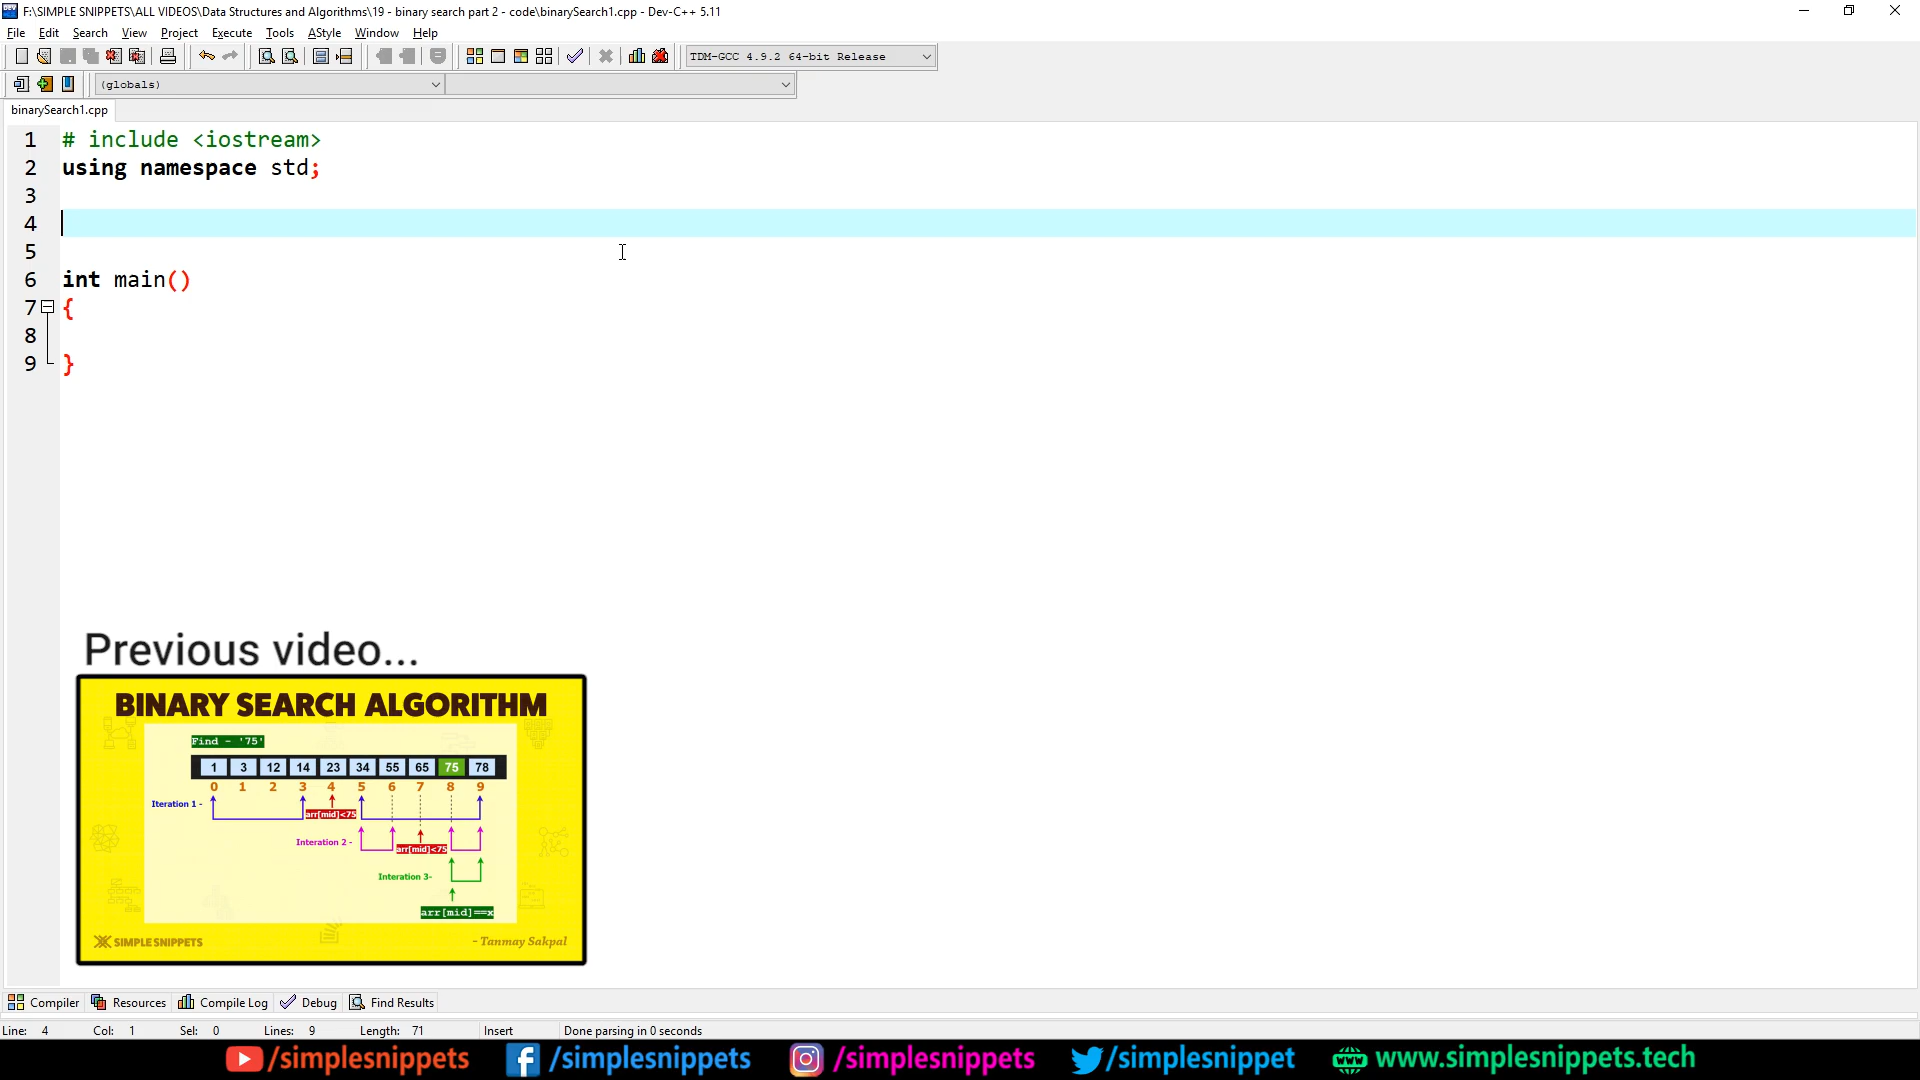 F:\SIMPLE SNIPPETS\ALL VIDEOS\Data Structures and Algorithms\19 - binary search part 2 - code\binarySearch1.cpp - Dev-C++ 5.11
File Edit Search View Project Execute Tools AStyle Window Help
TDM-GCC 4.9.2 64-bit Release
(globals)
binarySearch1.cpp
1 # include <iostream>
2 using namespace std;
3
4
5
6 int main()
7 {
8
9 }
Previous video...
BINARY SEARCH ALGORITHM
Find - '75'
1 3 12 14 23 34 55 65 75 78
0 1 2 3 4 5 6 7 8 9
Iteration 1 -
arr[mid]<75
Interation 2 -
arr[mid]<75
Interation 3-
arr[mid]==x
SIMPLE SNIPPETS
- Tanmay Sakpal
Compiler Resources Compile Log Debug Find Results
Line: 4 Col: 1 Sel: 0 Lines: 9 Length: 71 Insert Done parsing in 0 seconds
/simplesnippets /simplesnippets /simplesnippets /simplesnippet www.simplesnippets.tech